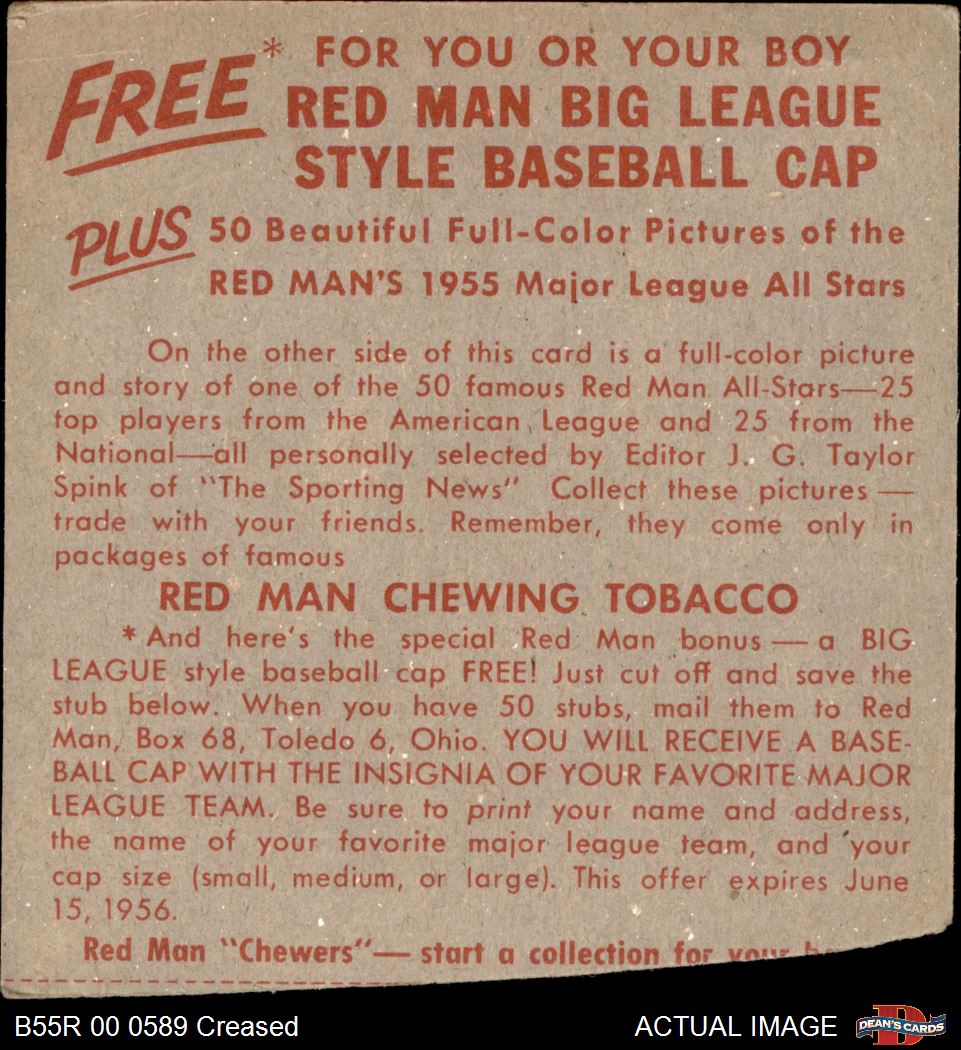 FREE* FOR YOU OR YOUR BOY
RED MAN BIG LEAGUE
STYLE BASEBALL CAP
PLUS 50 Beautiful Full-Color Pictures of the
RED MAN'S 1955 Major League All Stars
On the other side of this card is a full-color picture
and story of one of the 50 famous Red Man All-Stars—25
top players from the American League and 25 from the
National—all personally selected by Editor J. G. Taylor
Spink of "The Sporting News" Collect these pictures —
trade with your friends. Remember, they come only in
packages of famous
RED MAN CHEWING TOBACCO
* And here's the special Red Man bonus — a BIG
LEAGUE style baseball cap FREE! Just cut off and save the
stub below. When you have 50 stubs, mail them to Red
Man, Box 68, Toledo 6, Ohio. YOU WILL RECEIVE A BASE-
BALL CAP WITH THE INSIGNIA OF YOUR FAVORITE MAJOR
LEAGUE TEAM. Be sure to print your name and address,
the name of your favorite major league team, and your
cap size (small, medium, or large). This offer expires June
15, 1956.
Red Man "Chewers"— start a collection for your
B55R 00 0589 Creased
ACTUAL IMAGE
DEAN'S CARDS